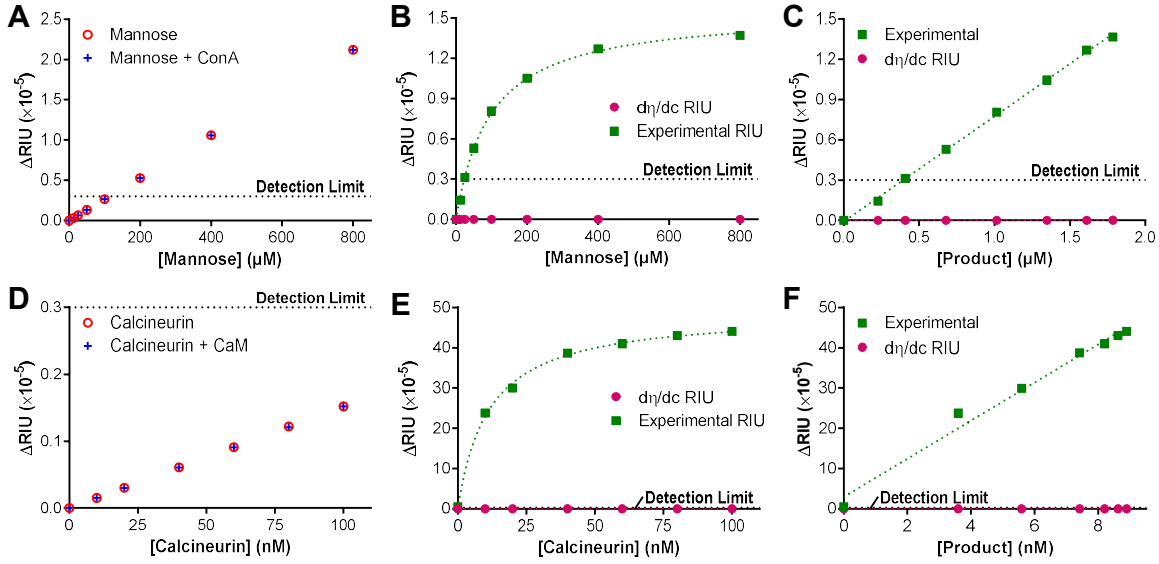 A
ΔRIU (×10-5)
2.5
2.0
1.5
1.0
0.5
0.0
Mannose
Mannose + ConA
Detection Limit
0
200
400
600
800
[Mannose] (µM)
B
ΔRIU (×10-5)
1.5
1.2
0.9
0.6
0.3
0.0
dη/dc RIU
Experimental RIU
Detection Limit
0
200
400
600
800
[Mannose] (µM)
C
ΔRIU (×10-5)
1.5
1.2
0.9
0.6
0.3
0.0
Experimental
dη/dc RIU
Detection Limit
0.0
0.5
1.0
1.5
2.0
[Product] (µM)
D
ΔRIU (×10-5)
0.3
0.2
0.1
0.0
Detection Limit
Calcineurin
Calcineurin + CaM
0
25
50
75
100
[Calcineurin] (nM)
E
ΔRIU (×10-5)
50
40
30
20
10
0
dη/dc RIU
Experimental RIU
Detection Limit
0
25
50
75
100
[Calcineurin] (nM)
F
ΔRIU (×10-5)
50
40
30
20
10
0
Experimental
dη/dc RIU
Detection Limit
0
2
4
6
8
[Product] (nM)